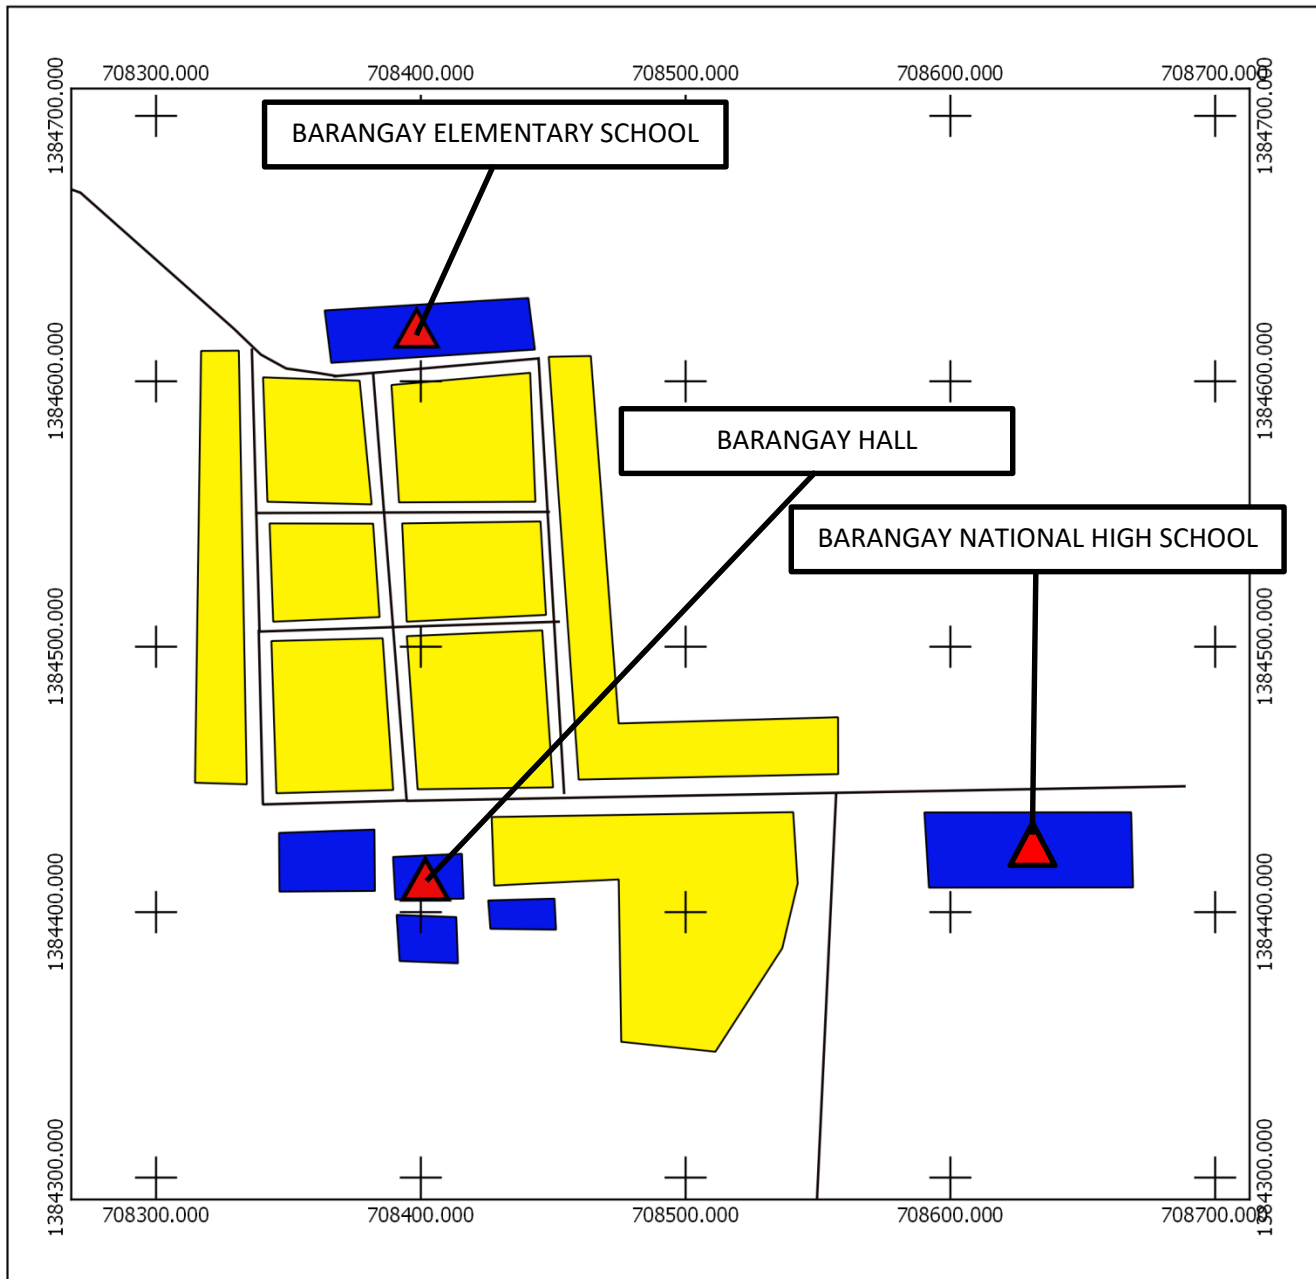 708300.000 708400.000 708500.000 708600.000 708700.000
1384700.000 1384700.000
BARANGAY ELEMENTARY SCHOOL
1384600.000 1384600.000
BARANGAY HALL
BARANGAY NATIONAL HIGH SCHOOL
1384500.000 1384500.000
1384400.000 1384400.000
1384300.000 1384300.000
708300.000 708400.000 708500.000 708600.000 708700.000